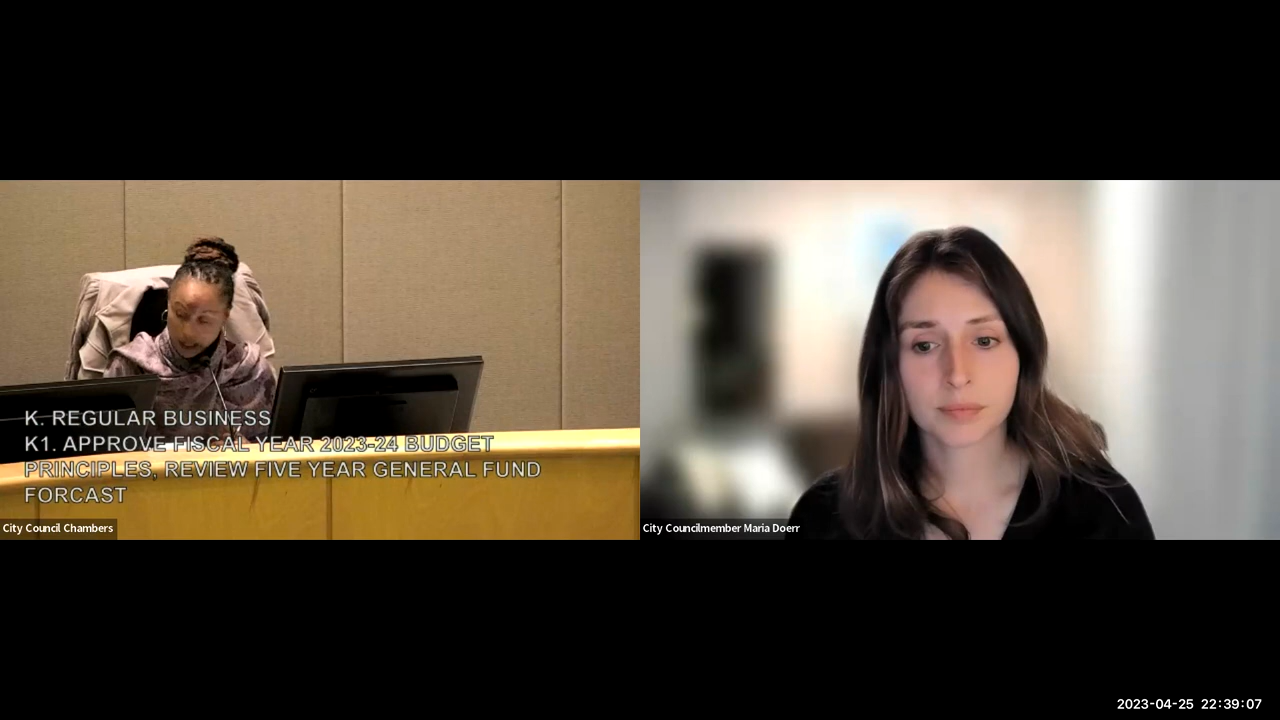 K. REGULAR BUSINESS
K1. APPROVE FISCAL YEAR 2023-24 BUDGET
PRINCIPLES, REVIEW FIVE YEAR GENERAL FUND
FORCAST
City Council Chambers
City Councilmember Maria Doerr
2023-04-25 22:39:07